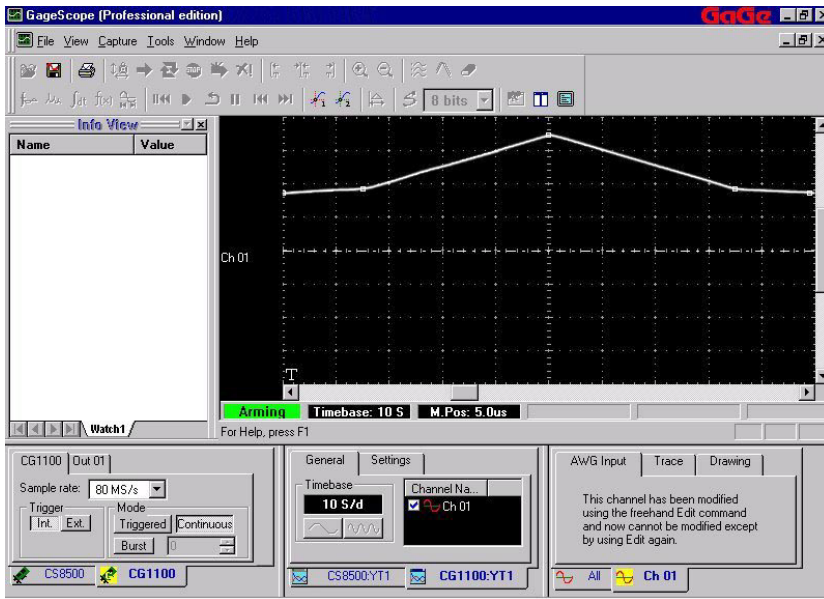 GageScope (Professional edition)
GaGe
File View Capture Tools Window Help
8 bits
Info View
Name Value
Ch 01
T
Watch1
Arming Timebase: 10 S M.Pos: 5.0us
For Help, press F1
CG1100 Out 01
Sample rate: 80 MS/s
Trigger
Int. Ext.
Mode
Triggered Continuous
Burst 0
CS8500 CG1100
General Settings
Timebase
10 S/d
Channel Na...
Ch 01
CS8500:YT1 CG1100:YT1
AWG Input Trace Drawing
This channel has been modified
using the freehand Edit command
and now cannot be modified except
by using Edit again.
All Ch 01